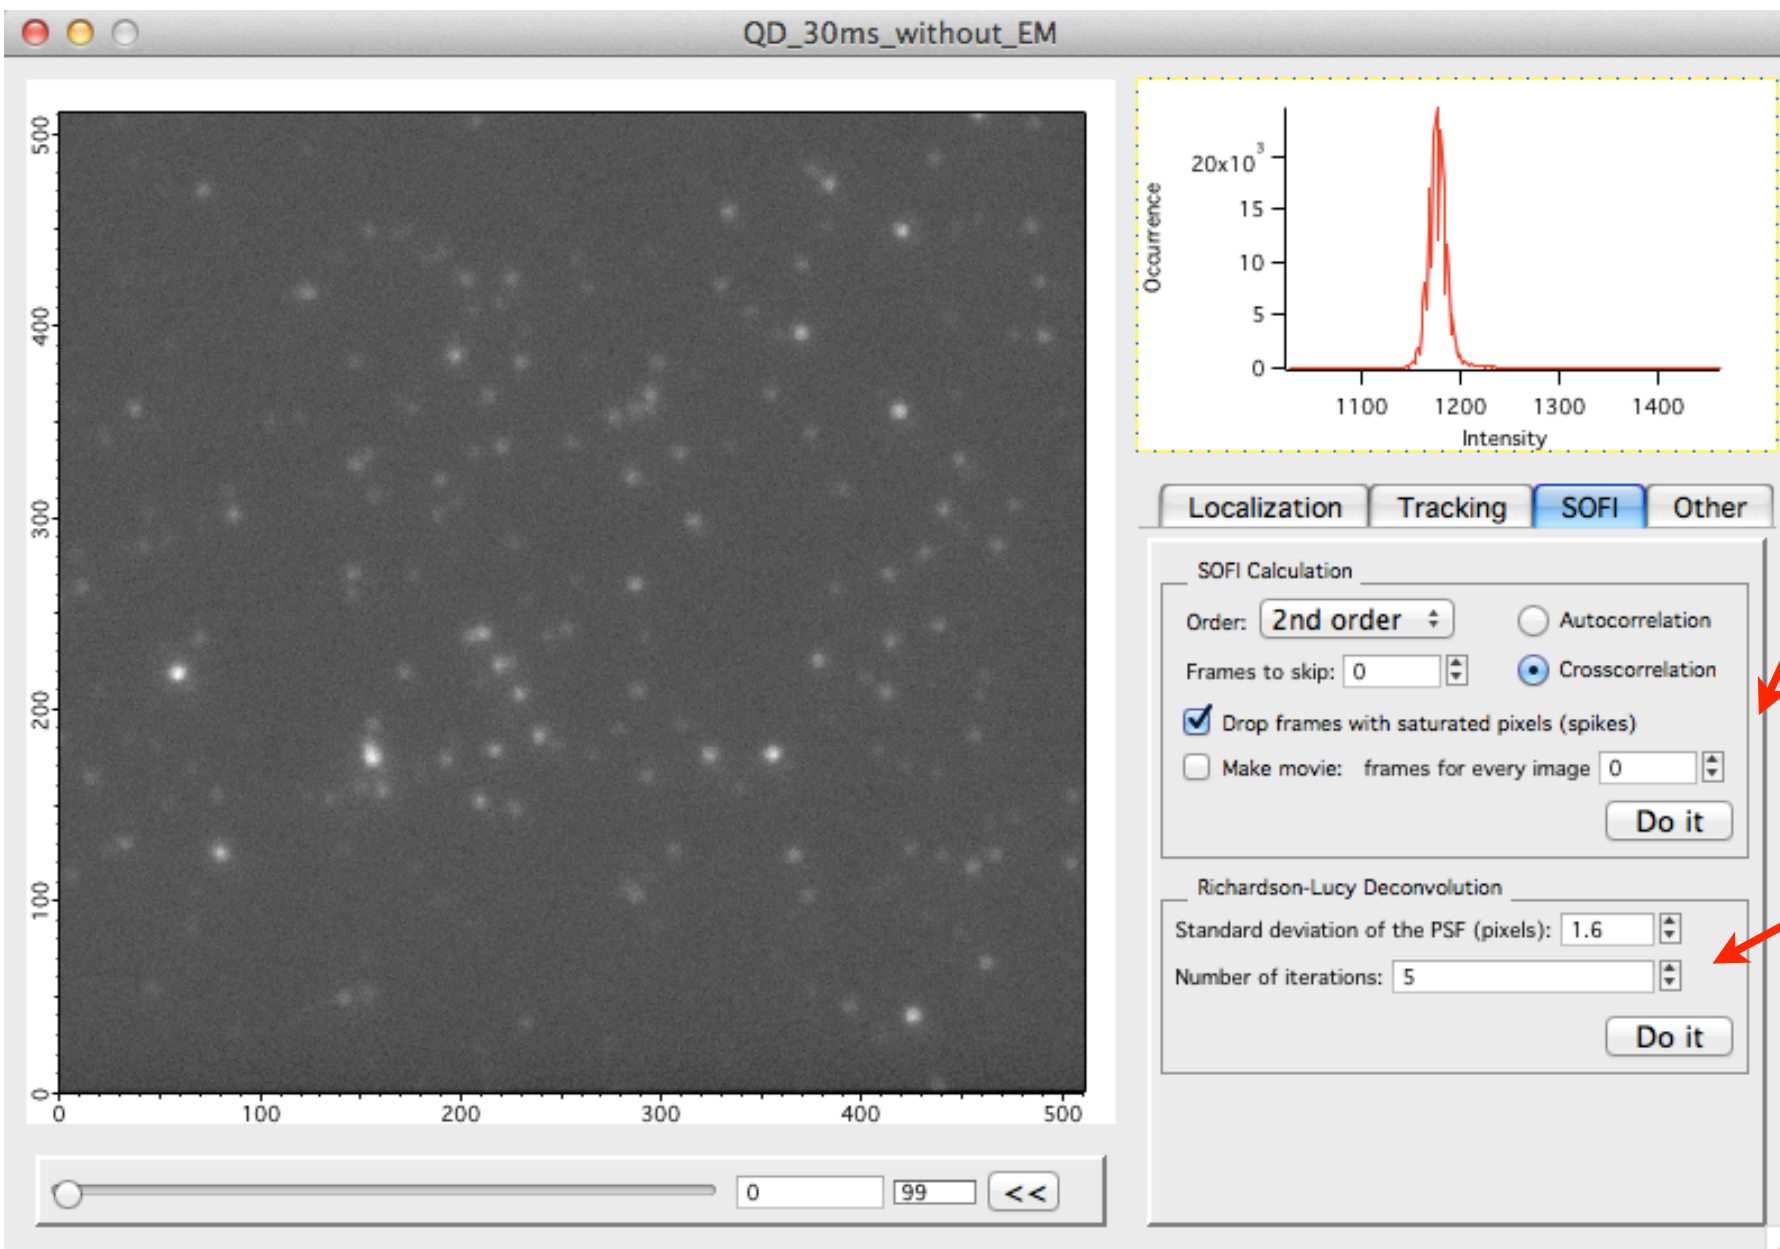 QD_30ms_without_EM
500
400
300
200
100
0
0 100 200 300 400 500
0 99 <<
20x10³
15
10
5
0
Occurrence
1100 1200 1300 1400
Intensity
Localization Tracking SOFI Other
SOFI Calculation
Order: 2nd order Autocorrelation
Frames to skip: 0 Crosscorrelation
Drop frames with saturated pixels (spikes)
Make movie: frames for every image 0
Do it
Richardson-Lucy Deconvolution
Standard deviation of the PSF (pixels): 1.6
Number of iterations: 5
Do it